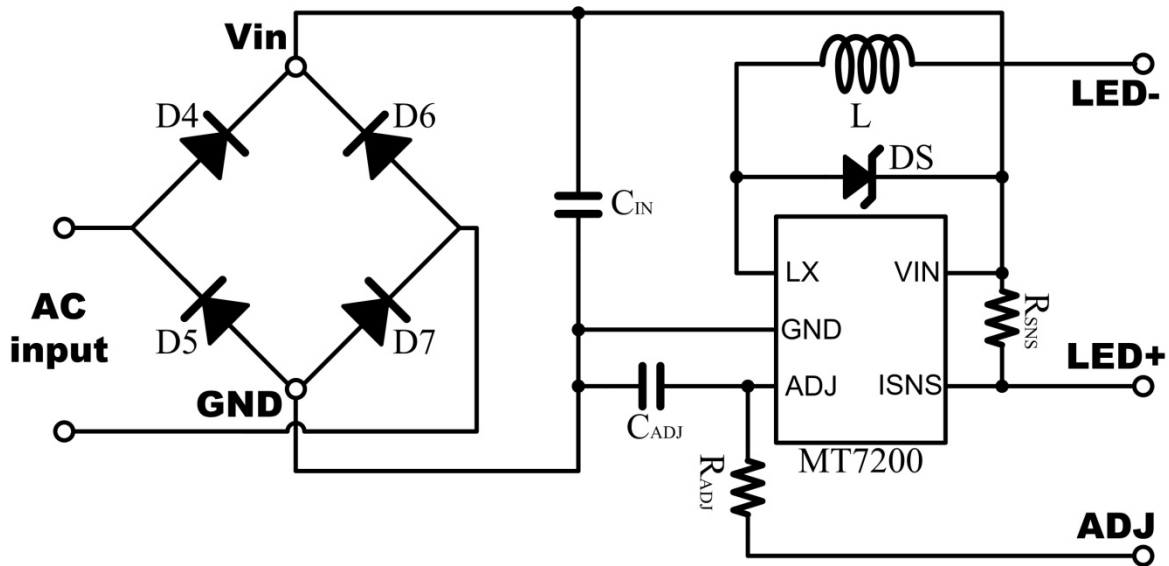 Vin
D4
D6
L
LED-
DS
CIN
AC
input
LX
VIN
RSNS
D5
D7
GND
GND
LED+
CADJ
ADJ
ISNS
MT7200
RADJ
ADJ